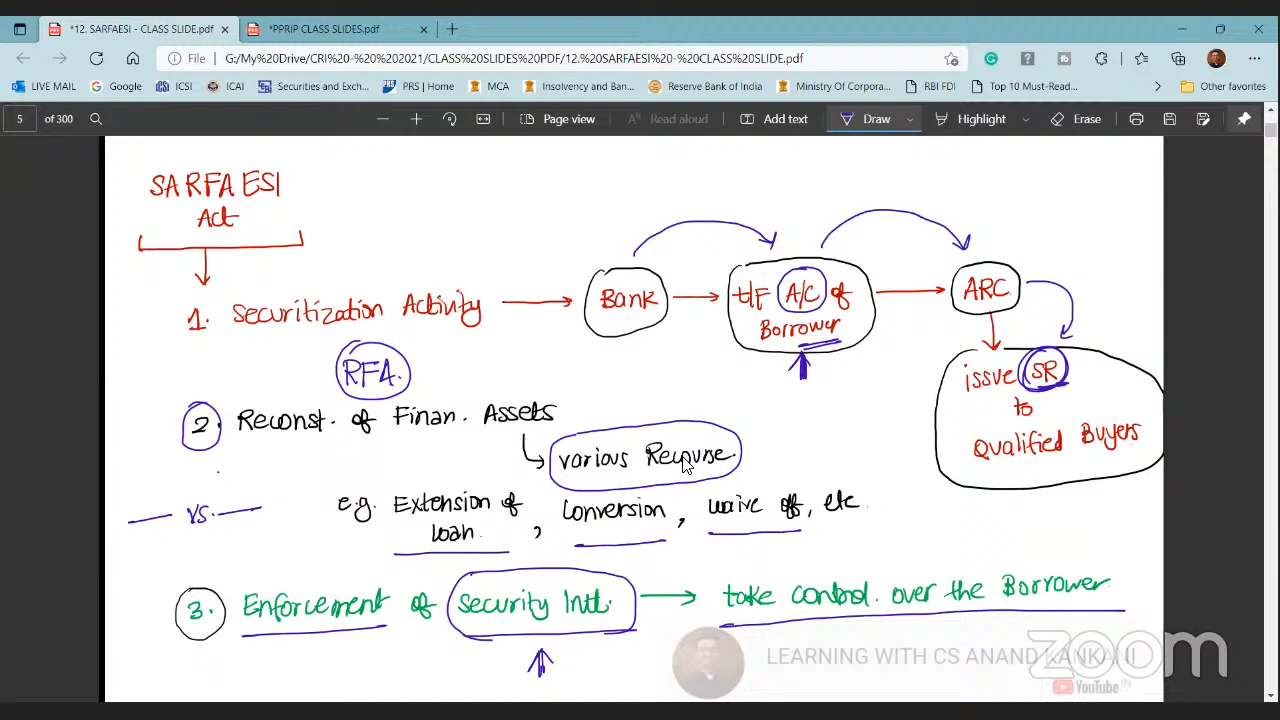 *12. SARFAESI - CLASS SLIDE.pdf
*PPRIP CLASS SLIDES.pdf
File G:/My%20Drive/CRI%20-%20%202021/CLASS%20SLIDES%20PDF/12.%20SARFAESI%20-%20CLASS%20SLIDE.pdf
LIVE MAIL Google ICSI ICAI Securities and Exch... PRS | Home MCA Insolvency and Ban... Reserve Bank of India Ministry Of Corpora... RBI FDI Top 10 Must-Read... Other favorites
5 of 300 Page view Read aloud Add text Draw Highlight Erase
SARFAESI
Act
1. Securitization Activity
Bank
t/F A/C of
Borrower
ARC
issue SR
to
Qualified Buyers
RFA.
2. Reconst. of Finan. Assets
various Recourse.
VS.
e.g. Extension of loan, Conversion, waive off, etc.
3. Enforcement of Security Intt. take control over the Borrower.
LEARNING WITH CS ANAND KANKANI
YouTube
zoom